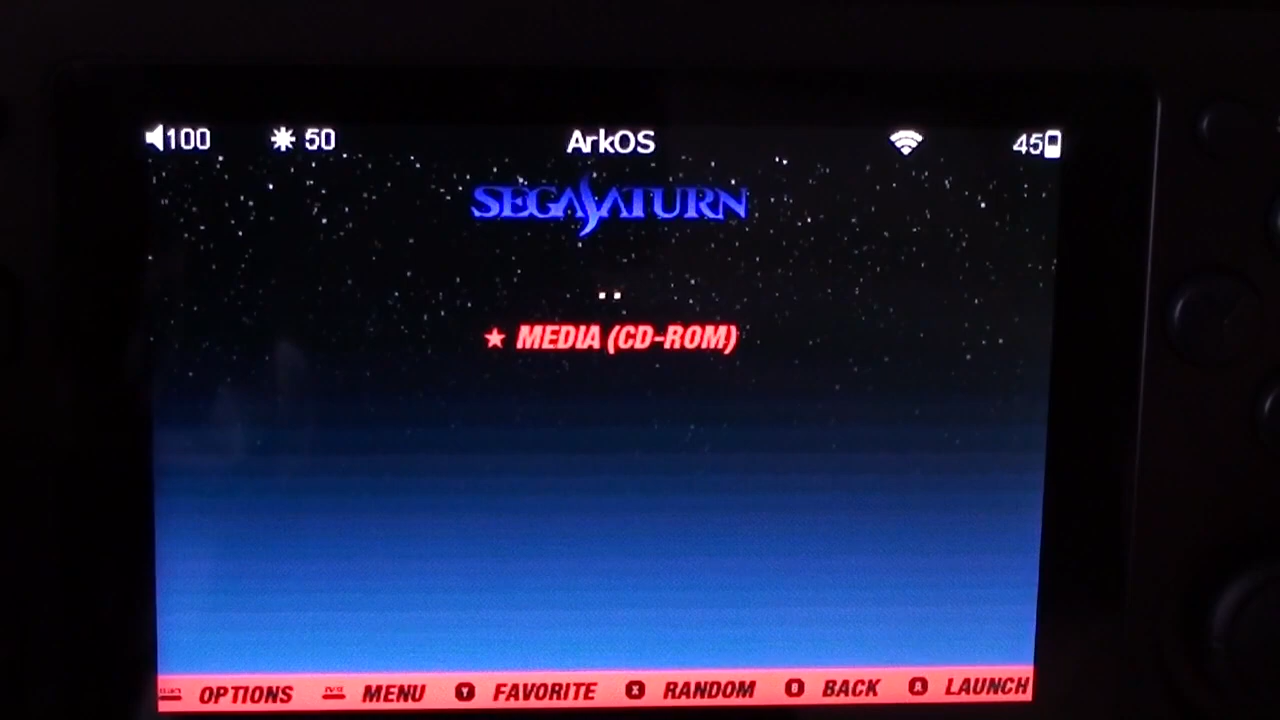 100 50 ArkOS 45
SEGA SATURN
..
★ MEDIA (CD-ROM)
OPTIONS MENU Y FAVORITE X RANDOM B BACK A LAUNCH